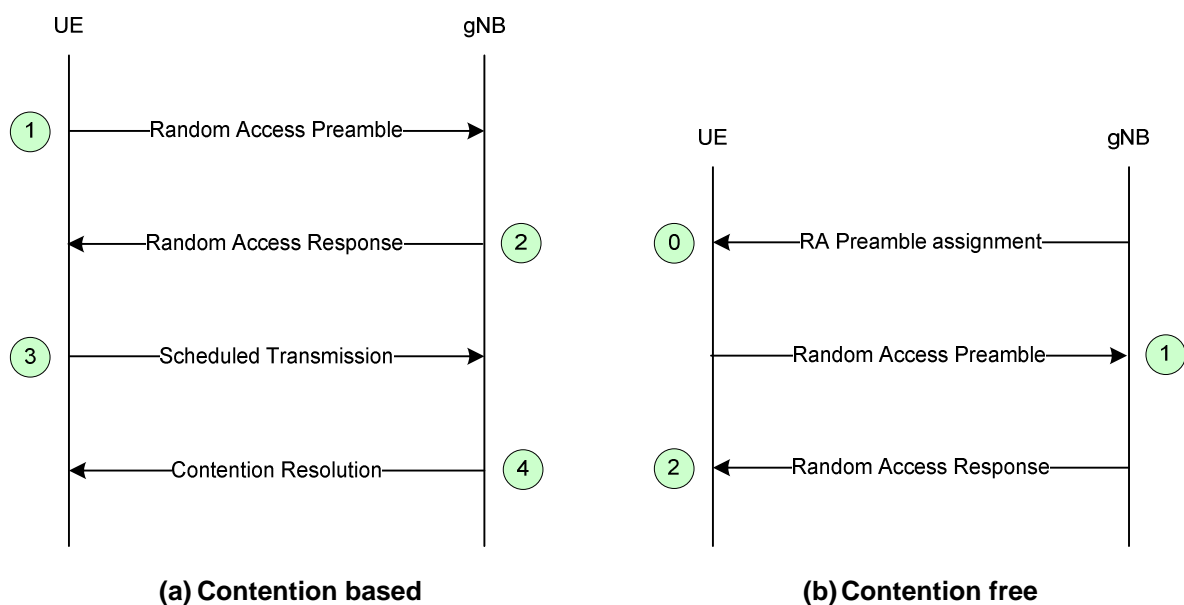 UE
gNB
1
Random Access Preamble
Random Access Response
2
3
Scheduled Transmission
Contention Resolution
4
(a) Contention based
UE
gNB
0
RA Preamble assignment
Random Access Preamble
1
2
Random Access Response
(b) Contention free